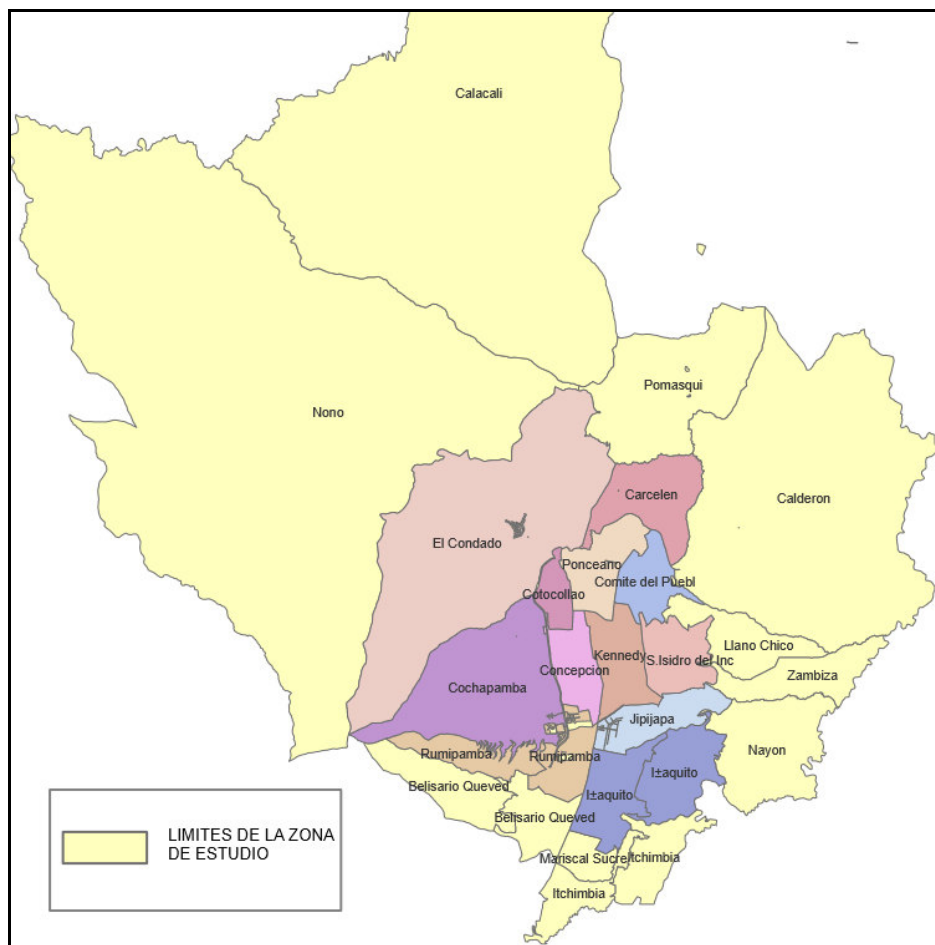 Calacali
Pomasqui
Nono
Calderon
Carcelen
El Condado
Ponceano
Comite del Puebl
Cotocollao
Llano Chico
Kennedy
S.Isidro del Inc
Concepcion
Zambiza
Cochapamba
Jipijapa
Nayon
Rumipamba
Rumipamba
I±aquito
I±aquito
Belisario Queved
Belisario Queved
Mariscal Sucre
Itchimbia
Itchimbia
LIMITES DE LA ZONA
DE ESTUDIO